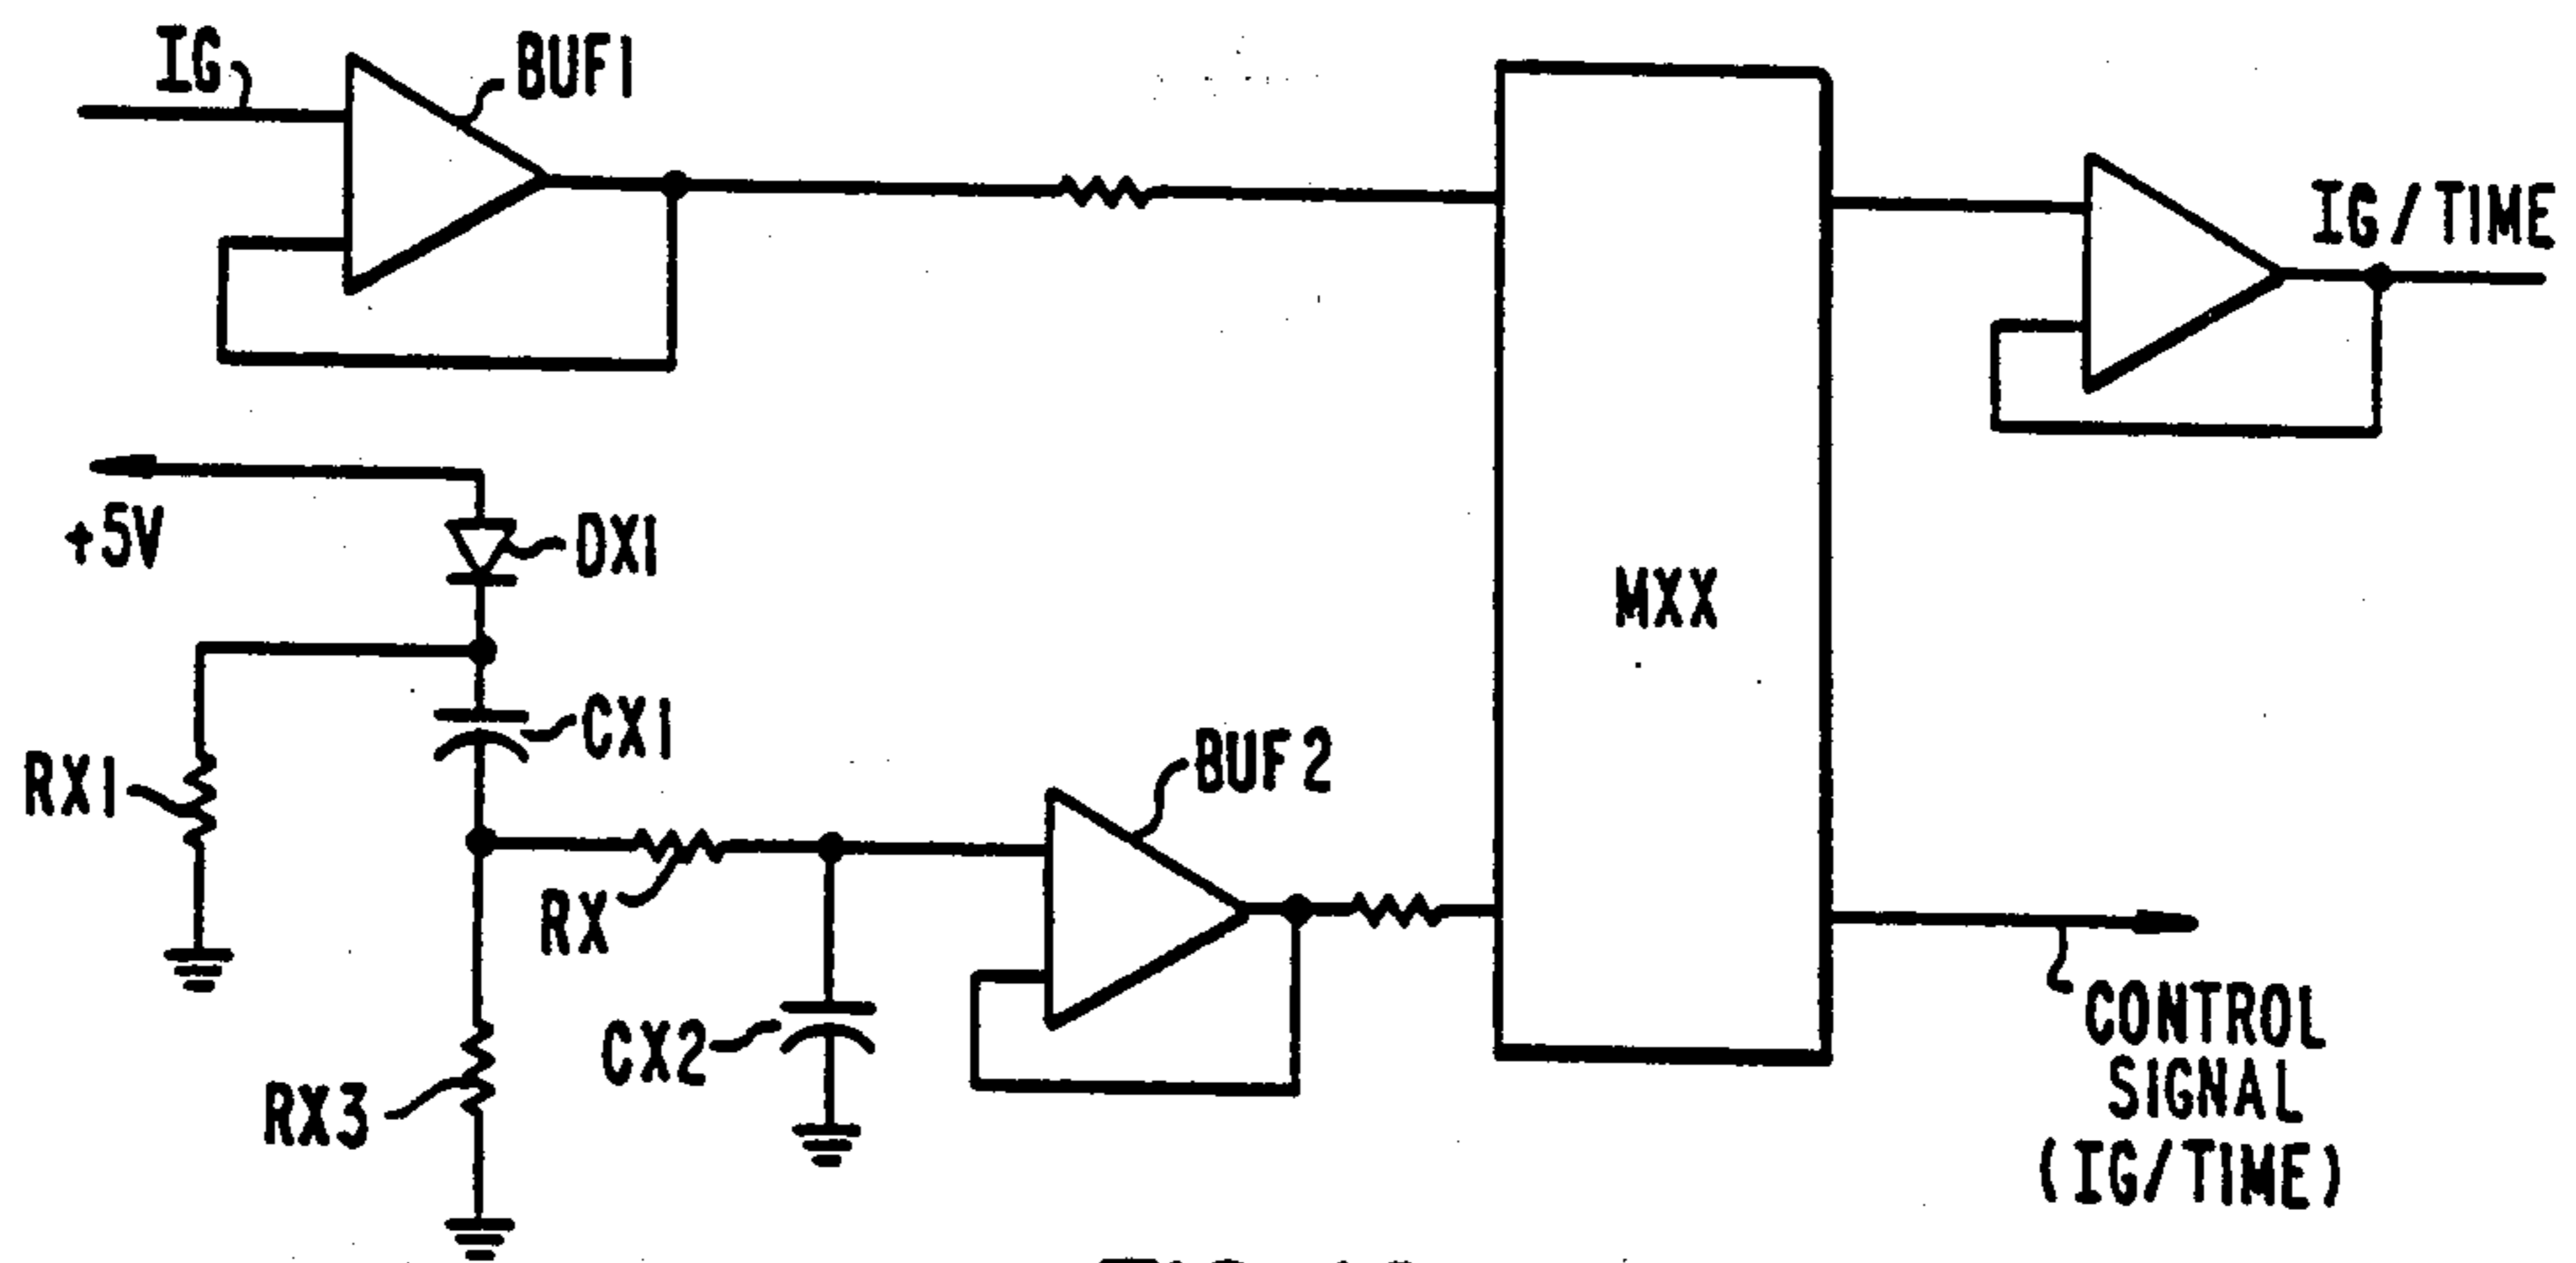 IG
BUF1
IG/TIME
+5V
DX1
MXX
CX1
RX1
BUF2
RX
CX2
RX3
CONTROL
SIGNAL
(IG/TIME)